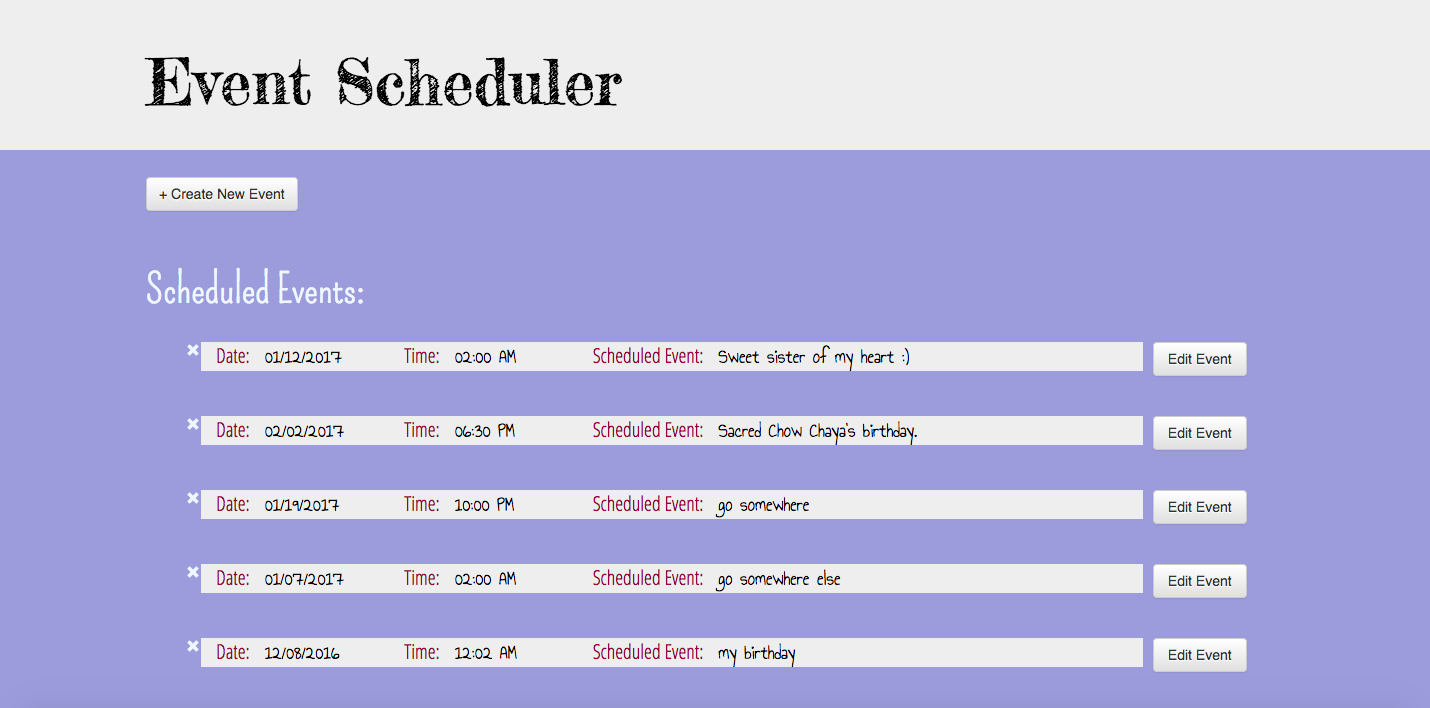 Event Scheduler
+ Create New Event
Scheduled Events:
✖ Date: 01/12/2017 Time: 02:00 AM Scheduled Event: Sweet sister of my heart :) Edit Event
✖ Date: 02/02/2017 Time: 06:30 PM Scheduled Event: Sacred Chow Chaya's birthday. Edit Event
✖ Date: 01/19/2017 Time: 10:00 PM Scheduled Event: go somewhere Edit Event
✖ Date: 01/07/2017 Time: 02:00 AM Scheduled Event: go somewhere else Edit Event
✖ Date: 12/08/2016 Time: 12:02 AM Scheduled Event: my birthday Edit Event